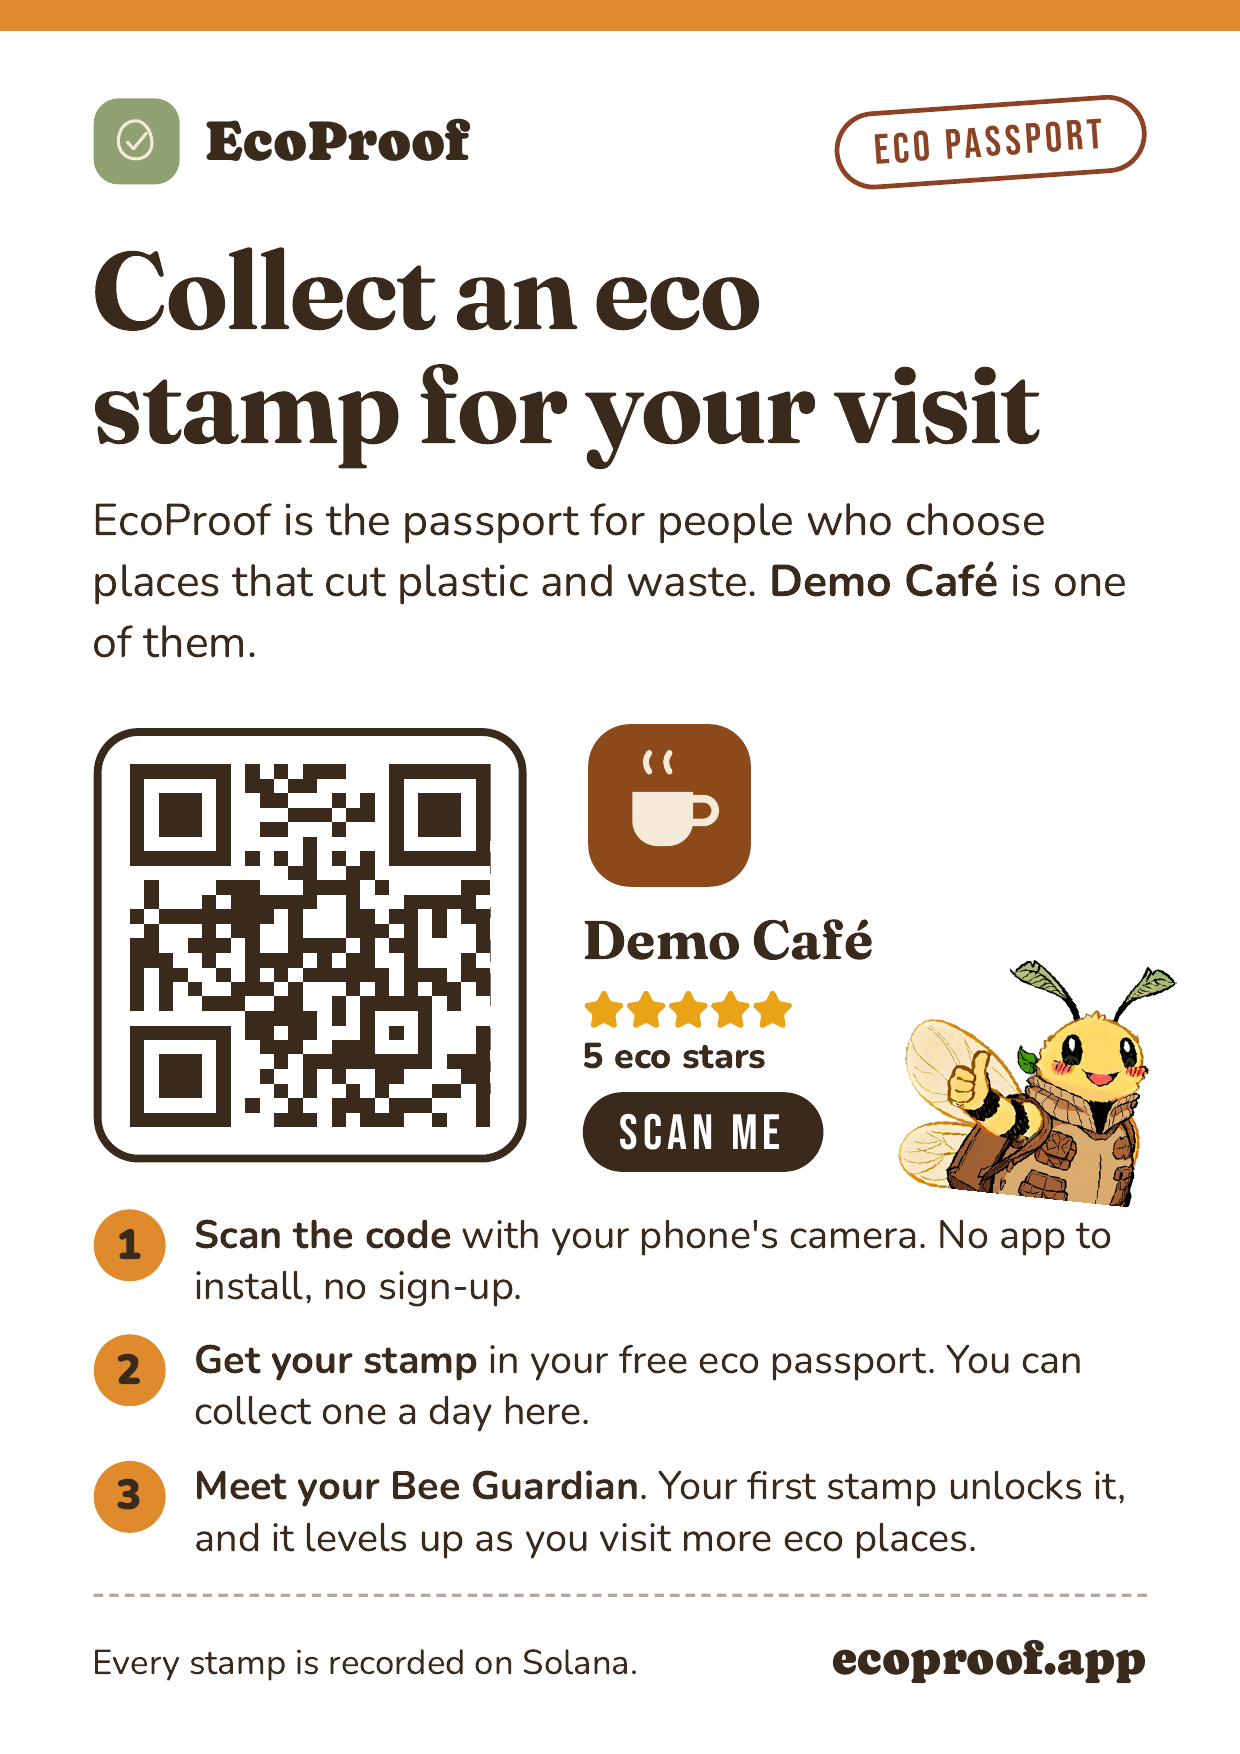 EcoProof
ECO PASSPORT
Collect an eco
stamp for your visit
EcoProof is the passport for people who choose
places that cut plastic and waste. Demo Café is one
of them.
Demo Café
5 eco stars
SCAN ME
1
Scan the code with your phone's camera. No app to
install, no sign-up.
2
Get your stamp in your free eco passport. You can
collect one a day here.
3
Meet your Bee Guardian. Your first stamp unlocks it,
and it levels up as you visit more eco places.
Every stamp is recorded on Solana.
ecoproof.app